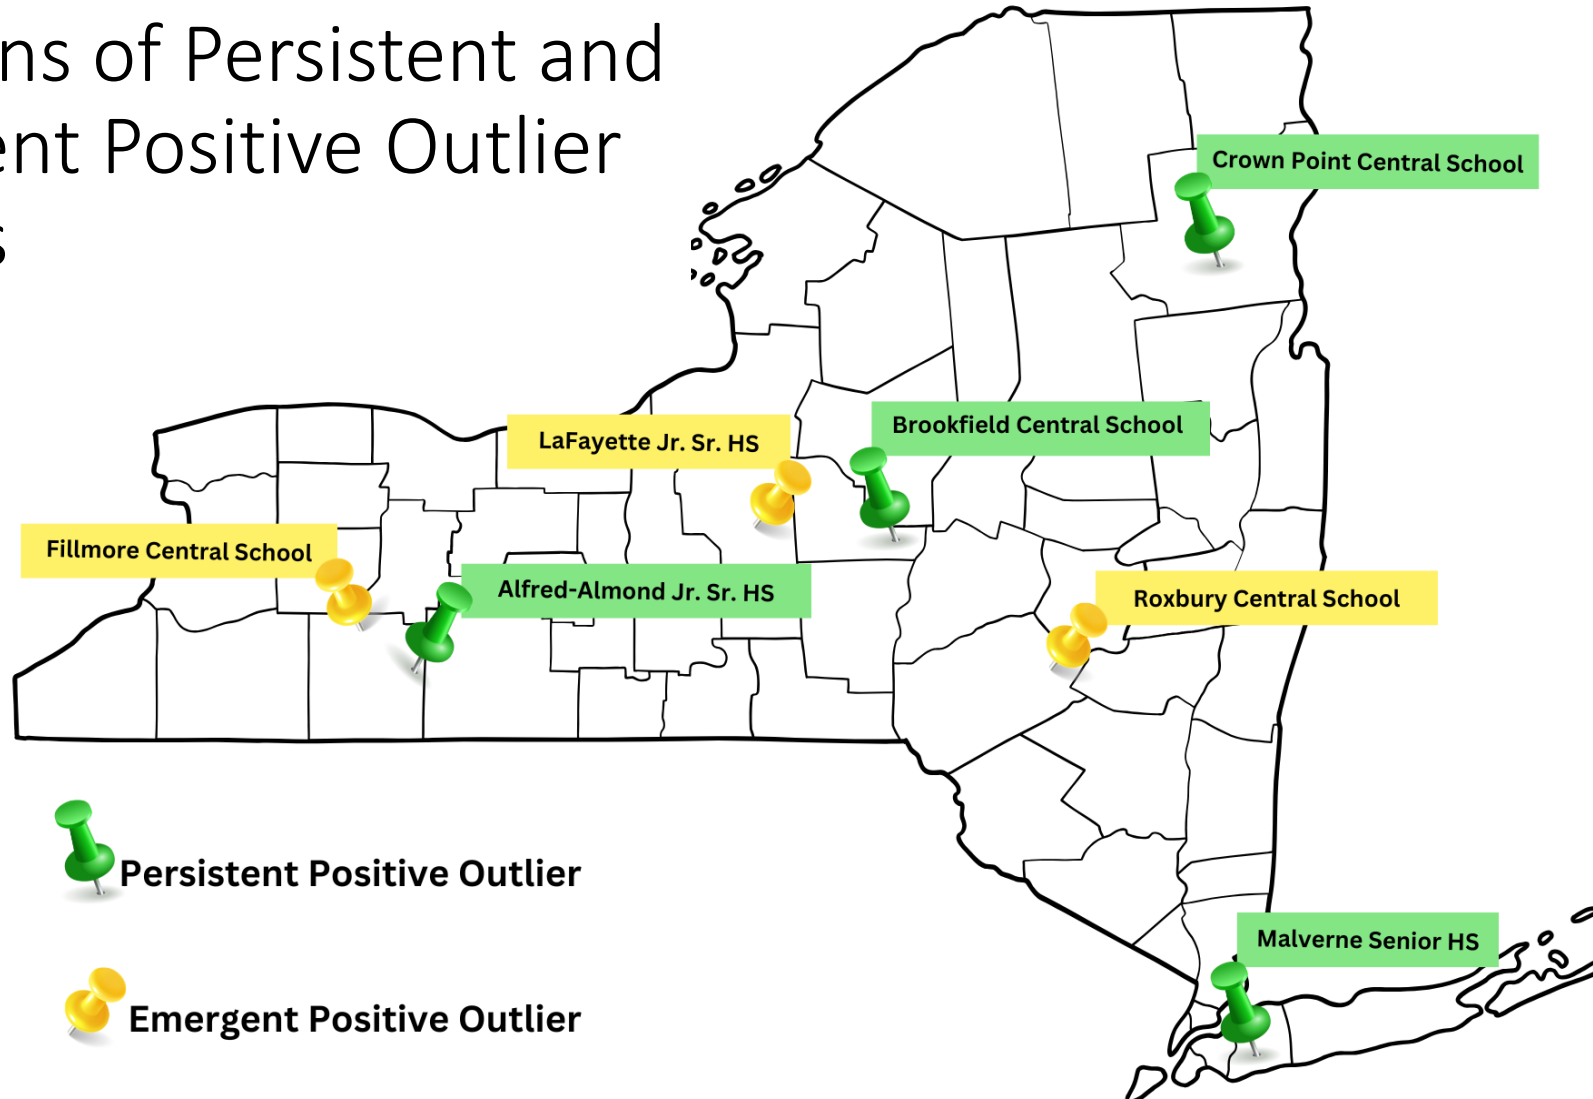 ns of Persistent and
ent Positive Outlier
s
Crown Point Central School
Brookfield Central School
LaFayette Jr. Sr. HS
Fillmore Central School
Alfred-Almond Jr. Sr. HS
Roxbury Central School
Persistent Positive Outlier
Malverne Senior HS
Emergent Positive Outlier